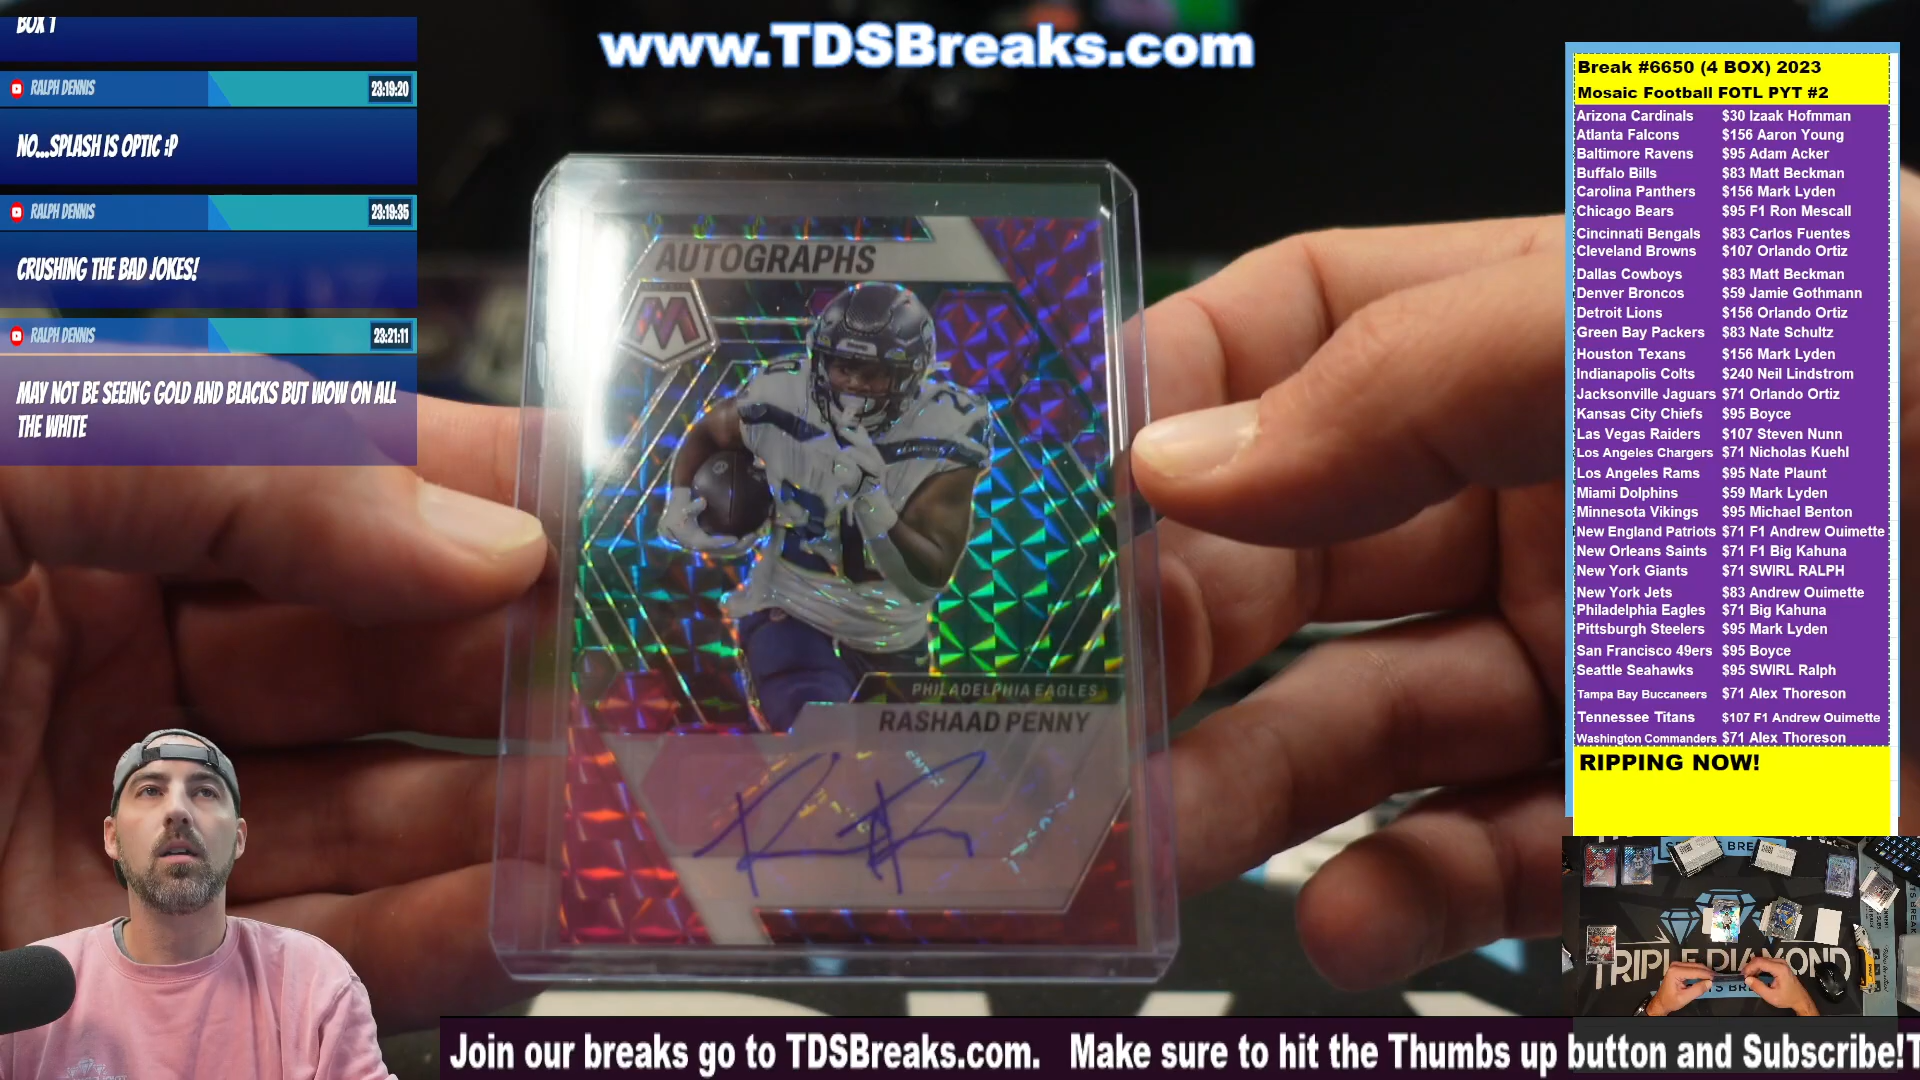 BOX 1
RALPH DENNIS 23:19:20
NO...SPLASH IS OPTIC :P
RALPH DENNIS 23:19:35
CRUSHING THE BAD JOKES!
RALPH DENNIS 23:21:11
MAY NOT BE SEEING GOLD AND BLACKS BUT WOW ON ALL
THE WHITE
www.TDSBreaks.com
AUTOGRAPHS
PHILADELPHIA EAGLES
RASHAAD PENNY
Break #6650 (4 BOX) 2023
Mosaic Football FOTL PYT #2
Arizona Cardinals $30 Izaak Hofmman
Atlanta Falcons $156 Aaron Young
Baltimore Ravens $95 Adam Acker
Buffalo Bills $83 Matt Beckman
Carolina Panthers $156 Mark Lyden
Chicago Bears $95 F1 Ron Mescall
Cincinnati Bengals $83 Carlos Fuentes
Cleveland Browns $107 Orlando Ortiz
Dallas Cowboys $83 Matt Beckman
Denver Broncos $59 Jamie Gothmann
Detroit Lions $156 Orlando Ortiz
Green Bay Packers $83 Nate Schultz
Houston Texans $156 Mark Lyden
Indianapolis Colts $240 Neil Lindstrom
Jacksonville Jaguars $71 Orlando Ortiz
Kansas City Chiefs $95 Boyce
Las Vegas Raiders $107 Steven Nunn
Los Angeles Chargers $71 Nicholas Kuehl
Los Angeles Rams $95 Nate Plaunt
Miami Dolphins $59 Mark Lyden
Minnesota Vikings $95 Michael Benton
New England Patriots $71 F1 Andrew Ouimette
New Orleans Saints $71 F1 Big Kahuna
New York Giants $71 SWIRL RALPH
New York Jets $83 Andrew Ouimette
Philadelphia Eagles $71 Big Kahuna
Pittsburgh Steelers $95 Mark Lyden
San Francisco 49ers $95 Boyce
Seattle Seahawks $95 SWIRL Ralph
Tampa Bay Buccaneers $71 Alex Thoreson
Tennessee Titans $107 F1 Andrew Ouimette
Washington Commanders $71 Alex Thoreson
RIPPING NOW!
TRIPLE DIAMOND
Join our breaks go to TDSBreaks.com. Make sure to hit the Thumbs up button and Subscribe!T